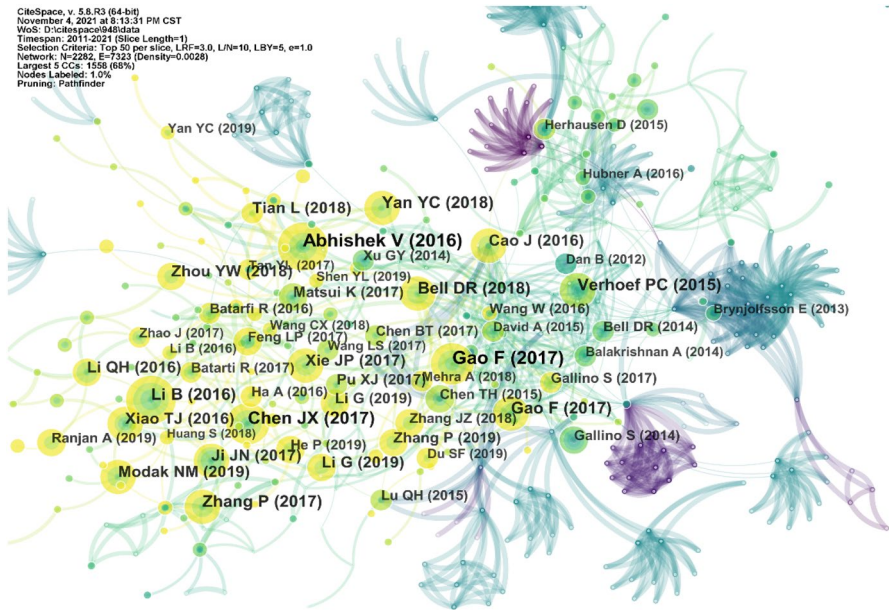 CiteSpace, v. 5.8.R3 (64-bit)
November 4, 2021 at 8:13:31 PM CST
WoS: D:\citespace\948\data
Timespan: 2011-2021 (Slice Length=1)
Selection Criteria: Top 50 per slice, LRF=3.0, L/N=10, LBY=5, e=1.0
Network: N=2282, E=7323 (Density=0.0028)
Largest 5 CCs: 1558 (68%)
Nodes Labeled: 1.0%
Pruning: Pathfinder
Yan YC (2019)
Herhausen D (2015)
Hubner A (2016)
Tian L (2018)
Yan YC (2018)
Abhishek V (2016)
Cao J (2016)
Xu GY (2014)
Dan B (2012)
Tan YL (2017)
Zhou YW (2018)
Shen YL (2019)
Bell DR (2018)
Verhoef PC (2015)
Matsui K (2017)
Batarfi R (2016)
Wang W (2016)
Brynjolfsson E (2013)
Wang CX (2018)
Chen BT (2017)
David A (2015)
Bell DR (2014)
Zhao J (2017)
Feng LP (2017)
Wang LS (2017)
Li B (2016)
Balakrishnan A (2014)
Li QH (2016)
Batarti R (2017)
Xie JP (2017)
Gao F (2017)
Pu XJ (2017)
Mehra A (2018)
Gallino S (2017)
Li B (2016)
Ha A (2016)
Li G (2019)
Chen TH (2015)
Gao F (2017)
Xiao TJ (2016)
Chen JX (2017)
Zhang JZ (2018)
Ranjan A (2019)
Huang S (2018)
He P (2019)
Zhang P (2019)
Gallino S (2014)
Ji JN (2017)
Li G (2019)
Du SF (2019)
Modak NM (2019)
Zhang P (2017)
Lu QH (2015)